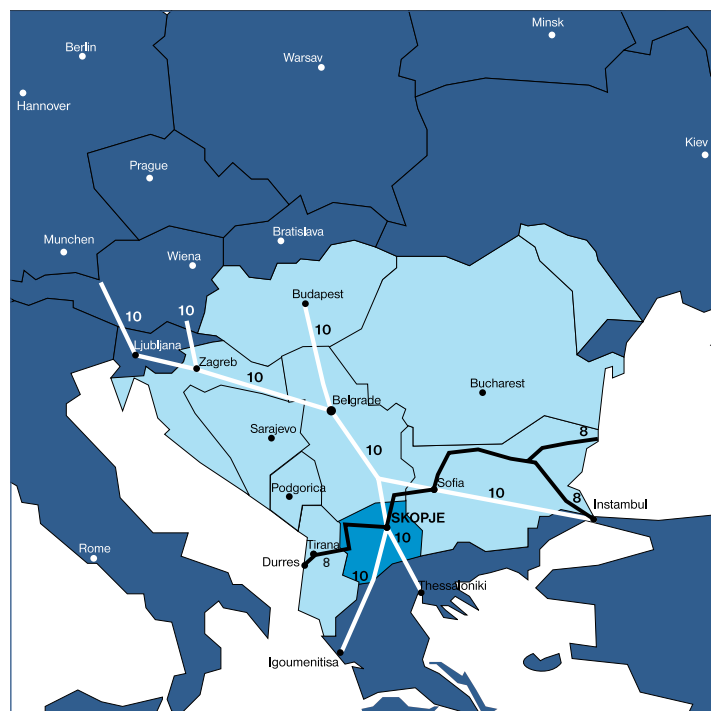 Minsk
Berlin
Warsav
Hannover
Kiev
Prague
Munchen
Bratislava
Wiena
Budapest
10
10
10
Ljubljana
Zagreb
10
Bucharest
Belgrade
Sarajevo
8
10
Podgorica
Sofia
10
8
Instambul
SKOPJE
10
Rome
Tirana
Durres
8
10
Thessaloniki
Igoumenitisa